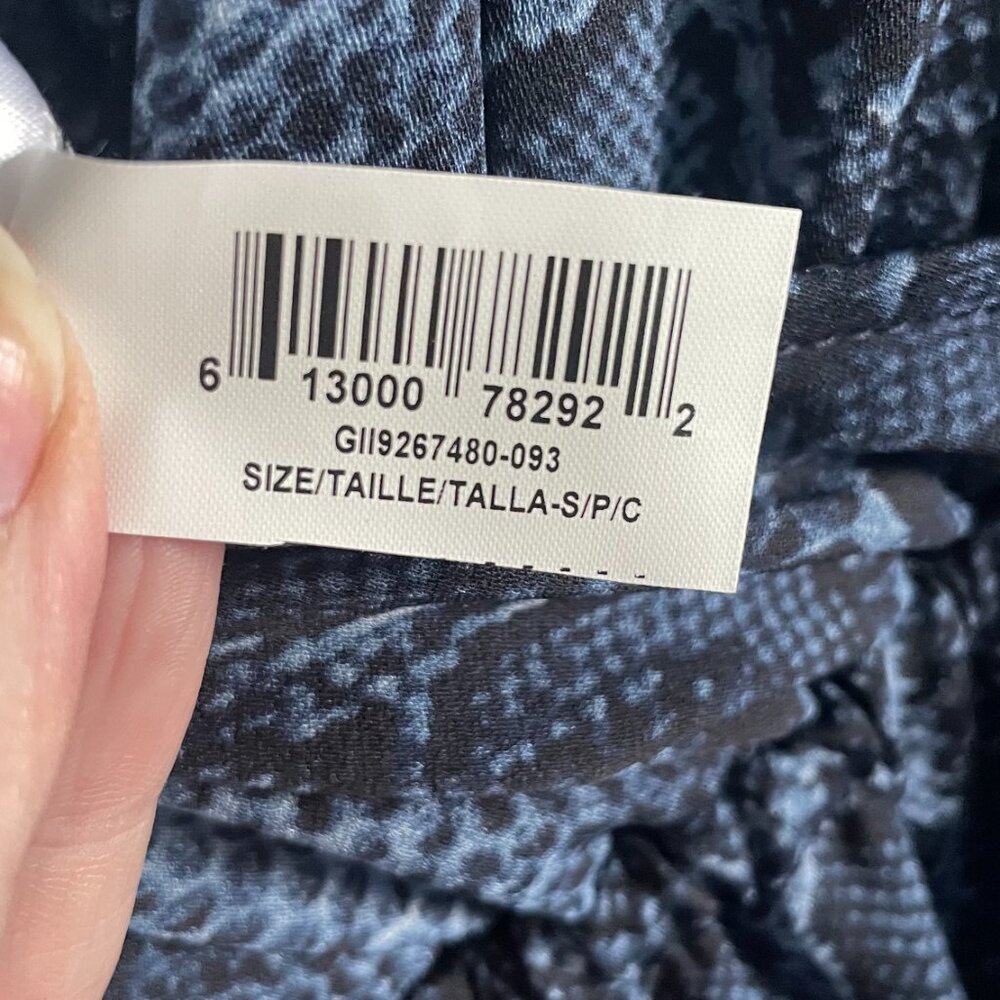 6 13000 78292 2
GII9267480-093
SIZE/TAILLE/TALLA-S/P/C